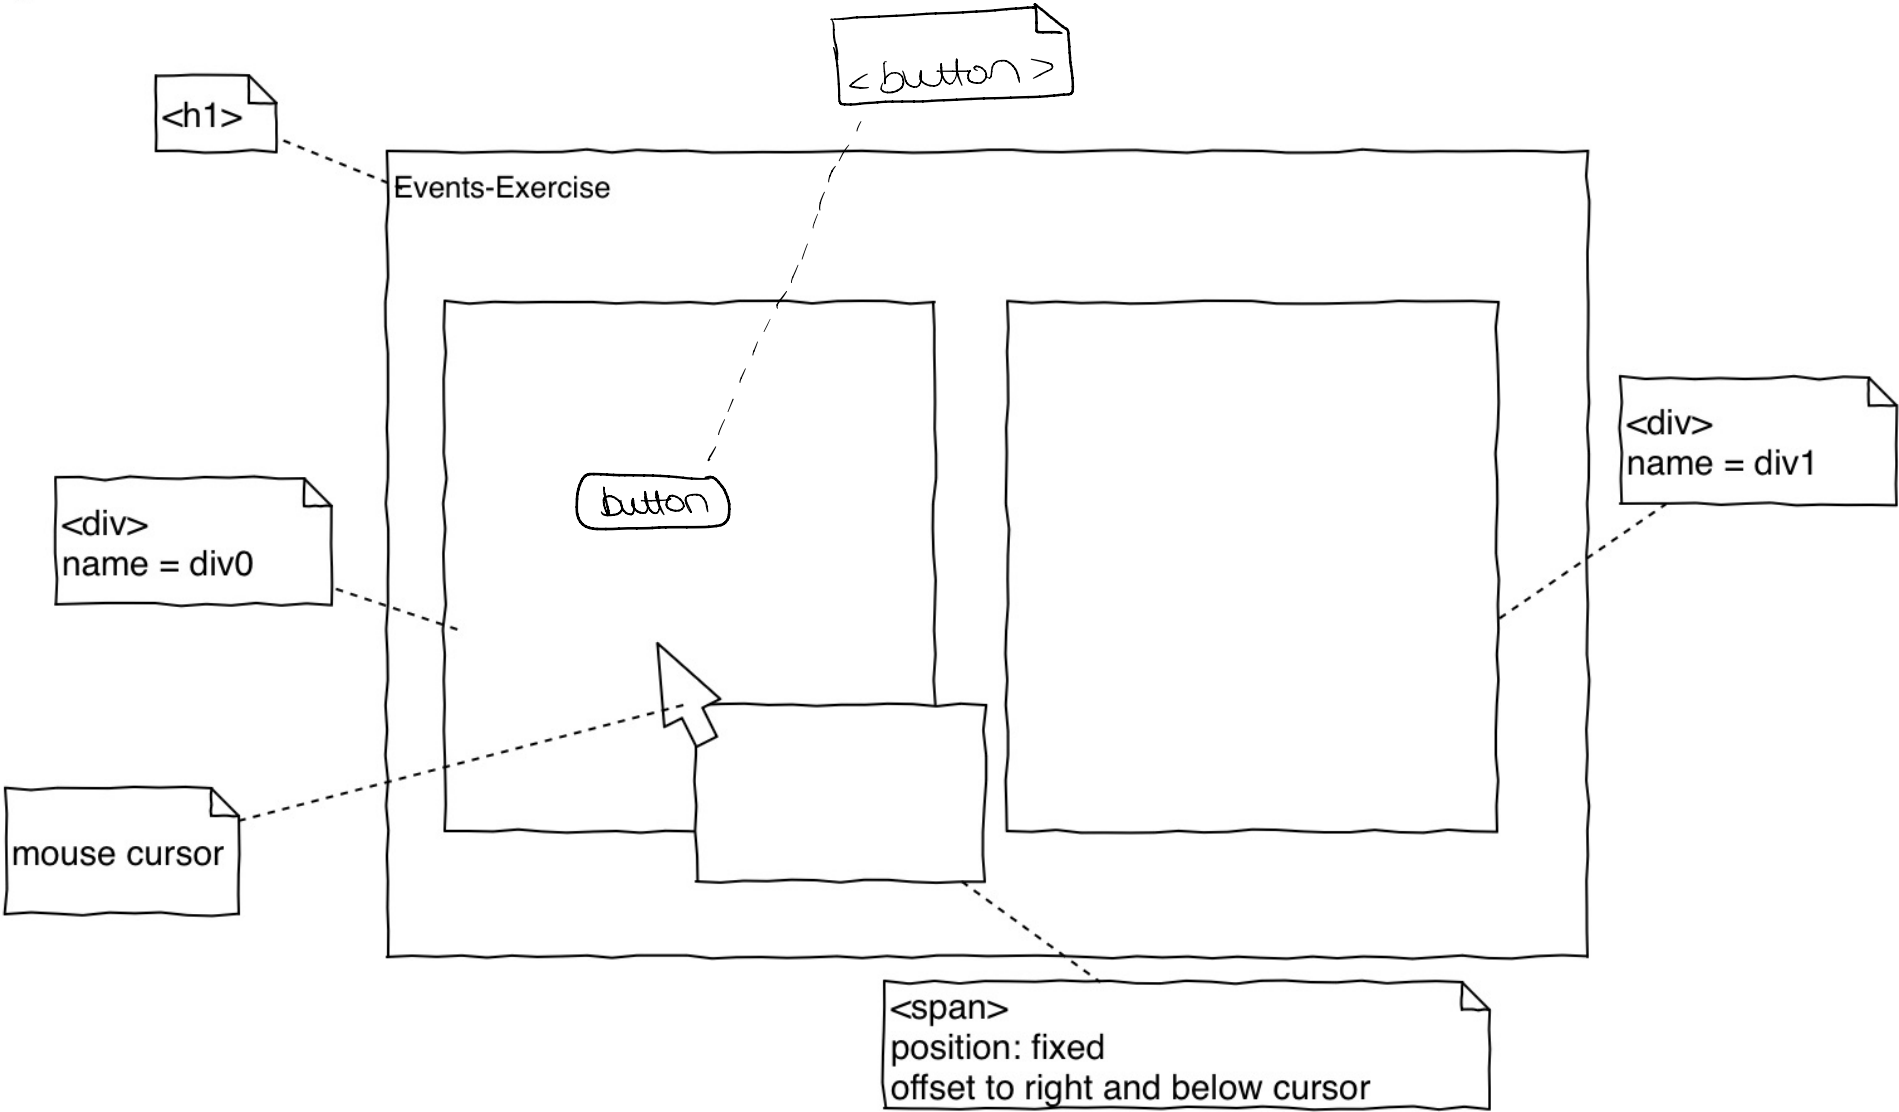 <button>
<h1>
Events-Exercise
<div>
name = div1
button
<div>
name = div0
mouse cursor
<span>
position: fixed
offset to right and below cursor